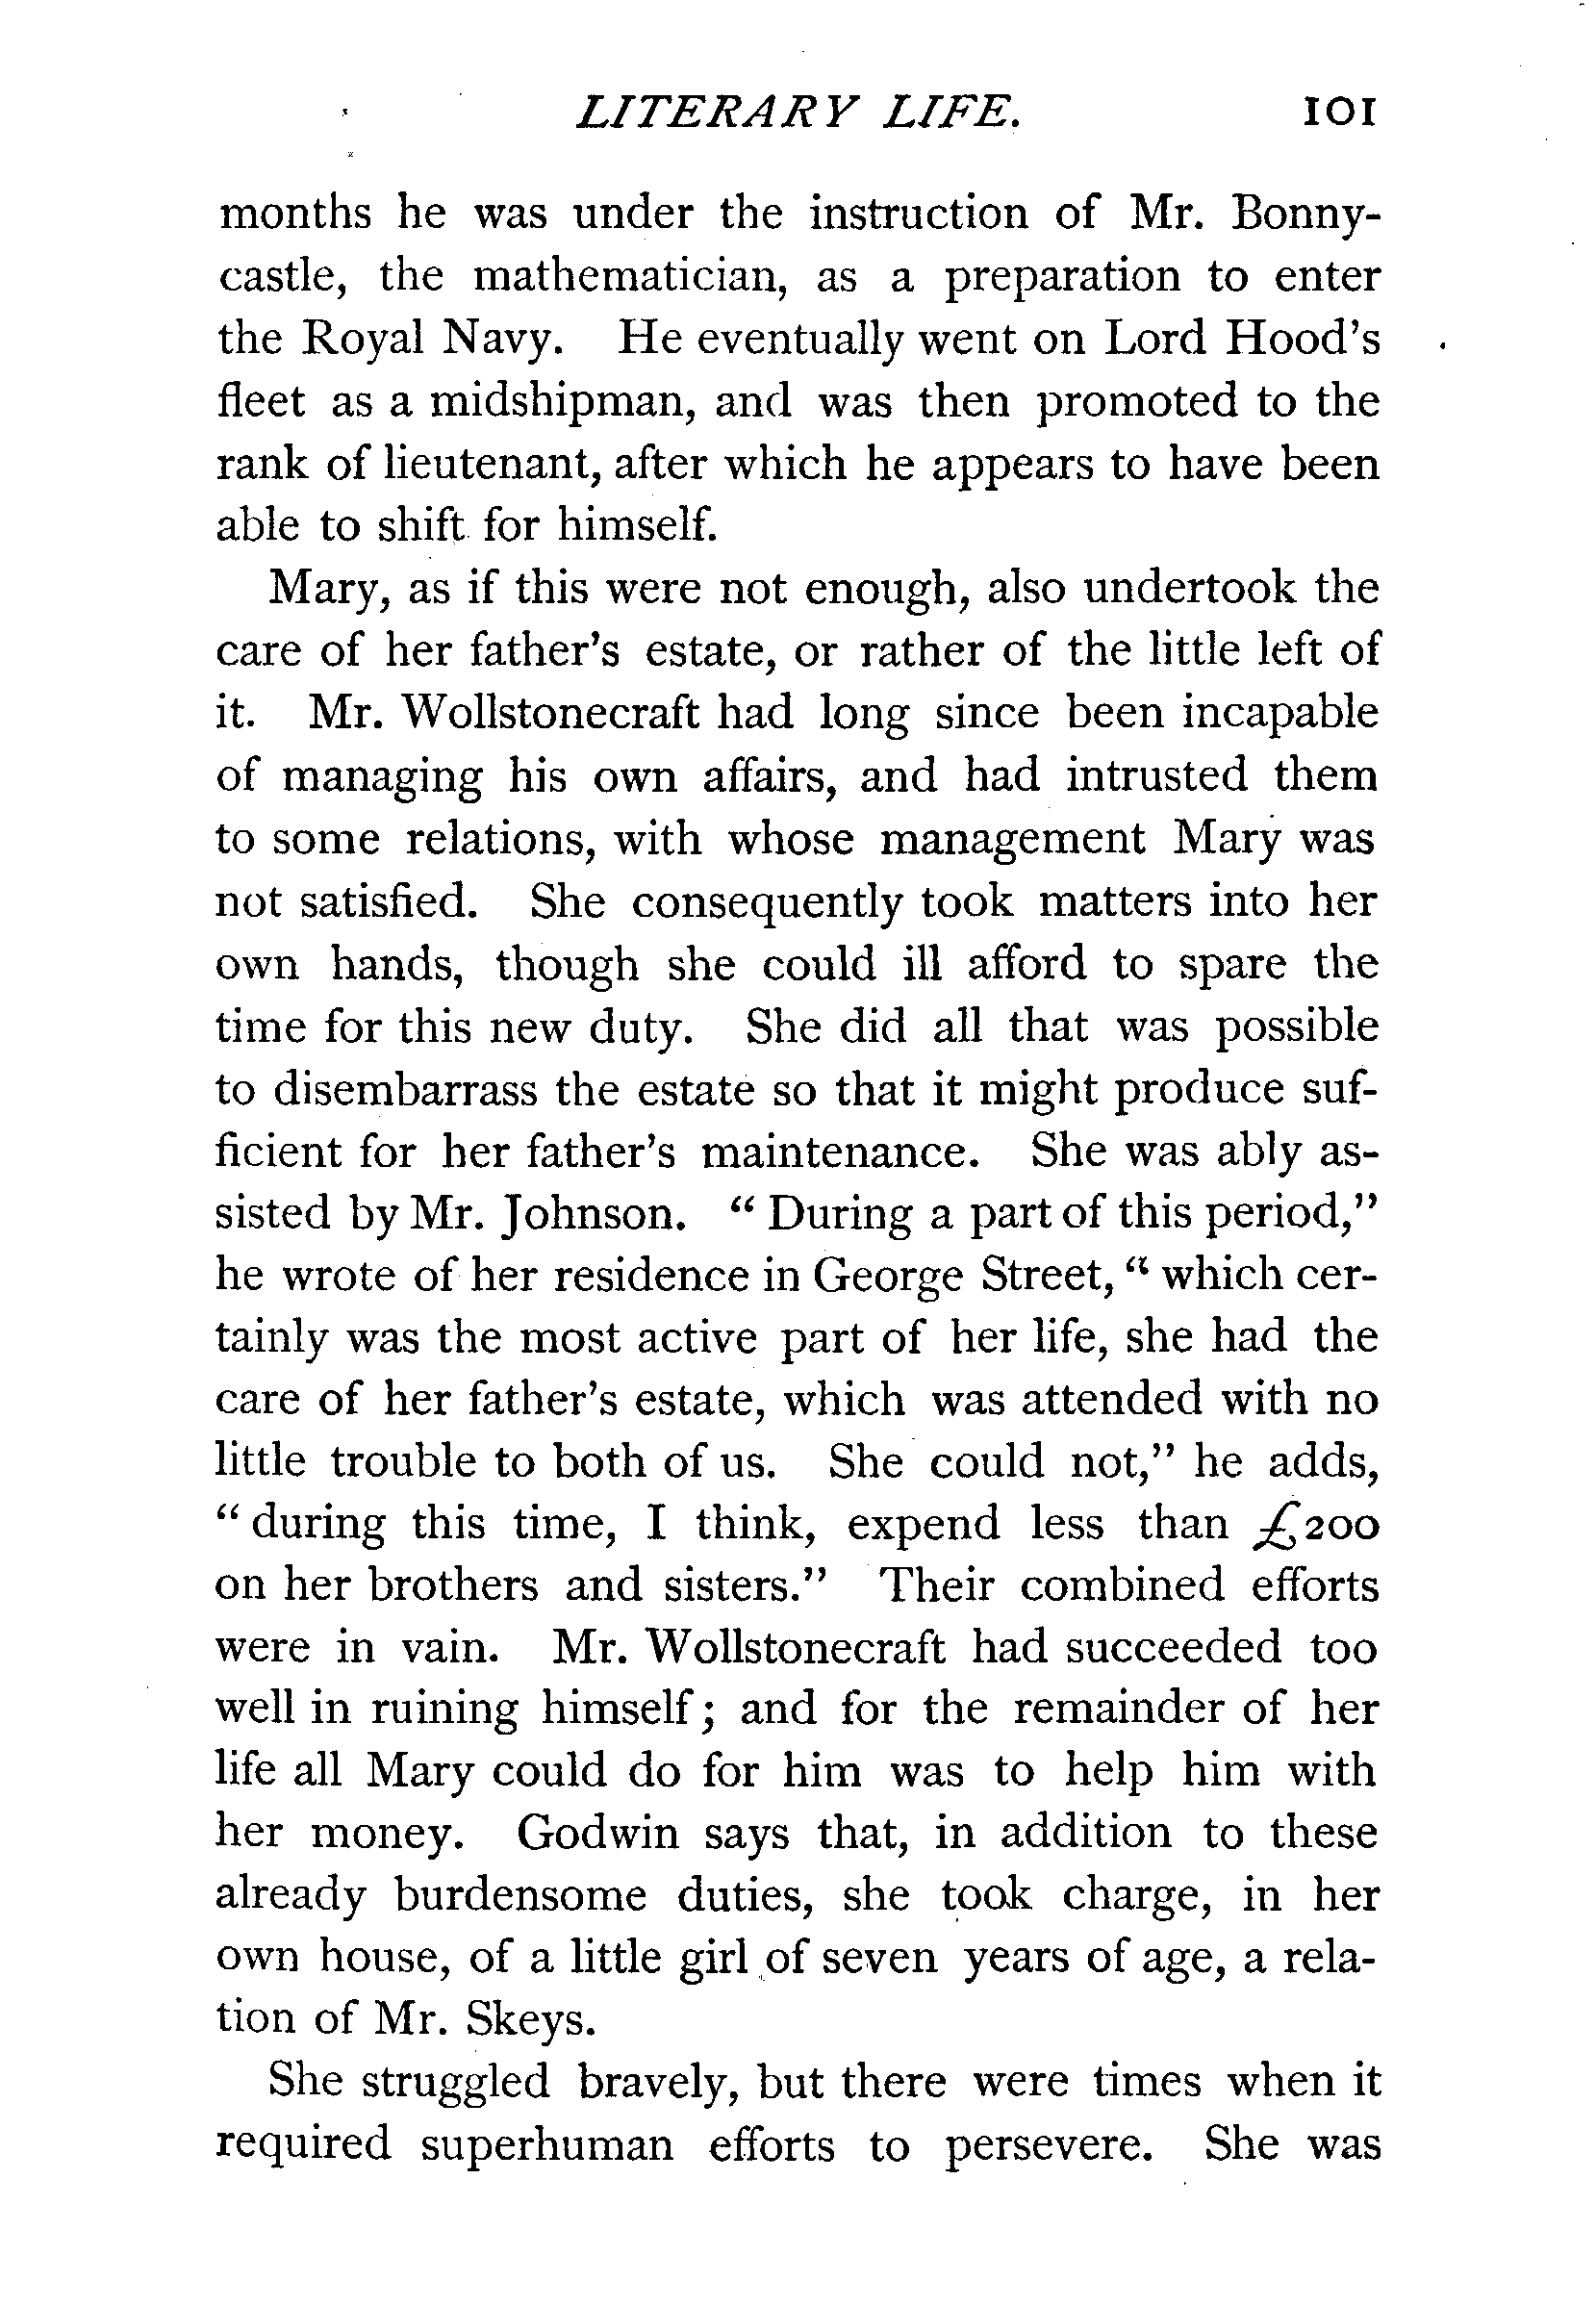 LITERARY LIFE. 101
months he was under the instruction of Mr. Bonny-
castle, the mathematician, as a preparation to enter
the Royal Navy. He eventually went on Lord Hood's
fleet as a midshipman, and was then promoted to the
rank of lieutenant, after which he appears to have been
able to shift for himself.
Mary, as if this were not enough, also undertook the
care of her father's estate, or rather of the little left of
it. Mr. Wollstonecraft had long since been incapable
of managing his own affairs, and had intrusted them
to some relations, with whose management Mary was
not satisfied. She consequently took matters into her
own hands, though she could ill afford to spare the
time for this new duty. She did all that was possible
to disembarrass the estate so that it might produce suf-
ficient for her father's maintenance. She was ably as-
sisted by Mr. Johnson. "During a part of this period,"
he wrote of her residence in George Street, "which cer-
tainly was the most active part of her life, she had the
care of her father's estate, which was attended with no
little trouble to both of us. She could not," he adds,
"during this time, I think, expend less than £200
on her brothers and sisters." Their combined efforts
were in vain. Mr. Wollstonecraft had succeeded too
well in ruining himself; and for the remainder of her
life all Mary could do for him was to help him with
her money. Godwin says that, in addition to these
already burdensome duties, she took charge, in her
own house, of a little girl of seven years of age, a rela-
tion of Mr. Skeys.
She struggled bravely, but there were times when it
required superhuman efforts to persevere. She was